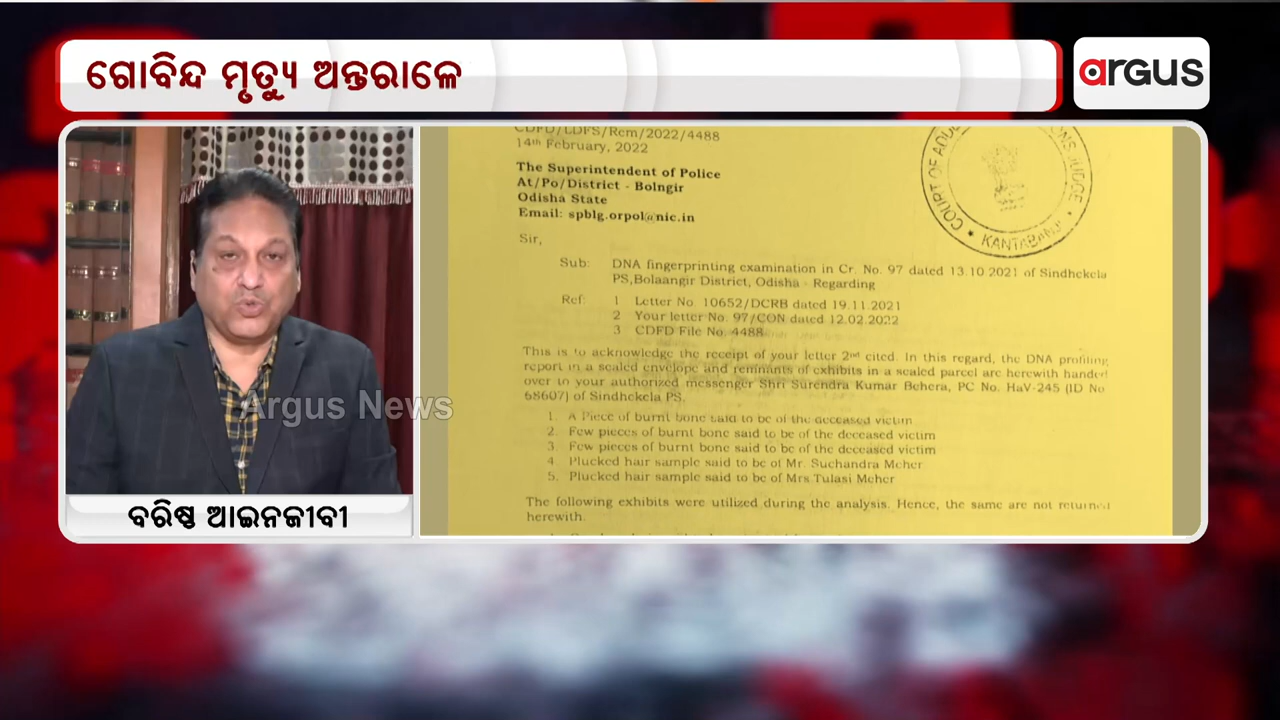 ଗୋବିନ୍ଦ ମୃତ୍ୟୁ ଅନ୍ତରାଳେ
argus
CDFD/LDFS/Rcm/2022/4488
14th February, 2022
The Superintendent of Police
At/Po/District - Bolngir
Odisha State
Email: spblg.orpol@nic.in
COURT OF
JUDGE
KANTABANJI
Sir,
Sub: DNA fingerprinting examination in Cr. No. 97 dated 13.10.2021 of Sindhekela
PS,Bolaangir District, Odisha - Regarding
Ref: 1 Letter No. 10652/DCRB dated 19.11.2021
2 Your letter No. 97/CON dated 12.02.2022
3 CDFD File No. 4488
This is to acknowledge the receipt of your letter 2nd cited. In this regard, the DNA profiling
report in a sealed envelope and remnants of exhibits in a sealed parcel are herewith handed
over to your authorized messenger Shri Surendra Kumar Behera, PC No. HaV-245 (ID No
68607) of Sindhekela PS.
1. A Piece of burnt bone said to be of the deceased victim
2. Few pieces of burnt bone said to be of the deceased victim
3. Few pieces of burnt bone said to be of the deceased victim
4. Plucked hair sample said to be of Mr. Suchandra Meher
5. Plucked hair sample said to be of Mrs Tulasi Meher
The following exhibits were utilized during the analysis. Hence, the same are not returned
herewith.
Argus News
ବରିଷ୍ଠ ଆଇନଜୀବୀ